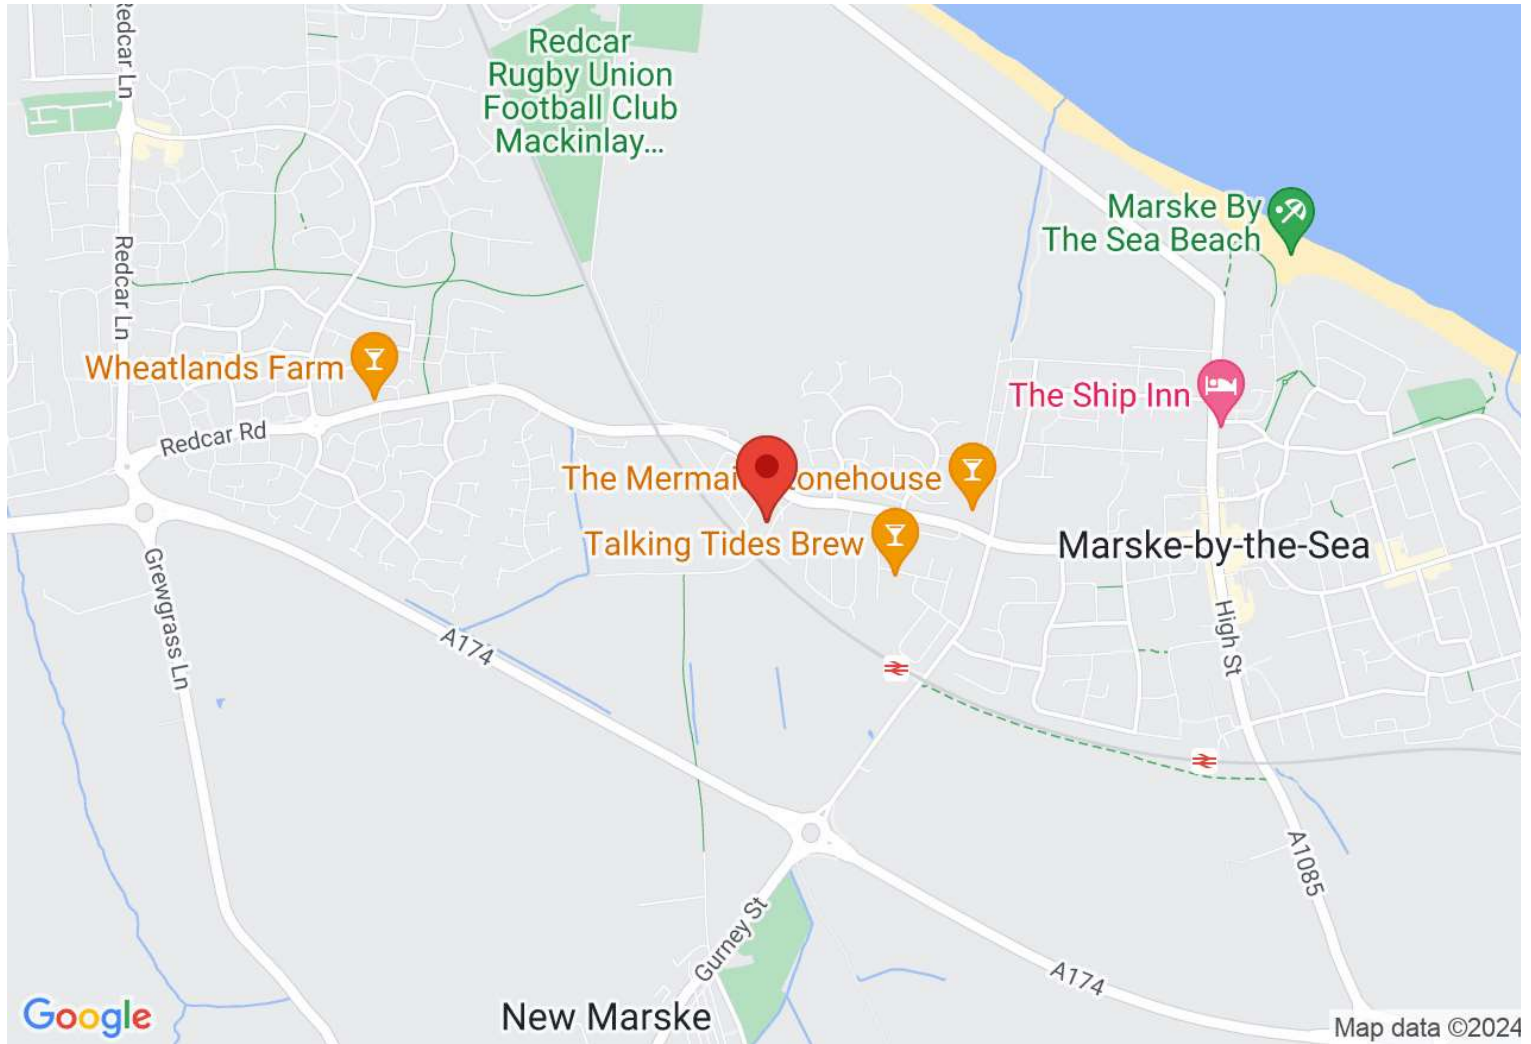 Redcar Ln
Redcar
Rugby Union
Football Club
Mackinlay...
Marske By
The Sea Beach
Redcar Ln
Wheatlands Farm
The Ship Inn
Redcar Rd
The Mermai onehouse
Talking Tides Brew
Marske-by-the-Sea
Grewgrass Ln
A174
High St
A1085
Gurney St
A174
New Marske
Google
Map data ©2024